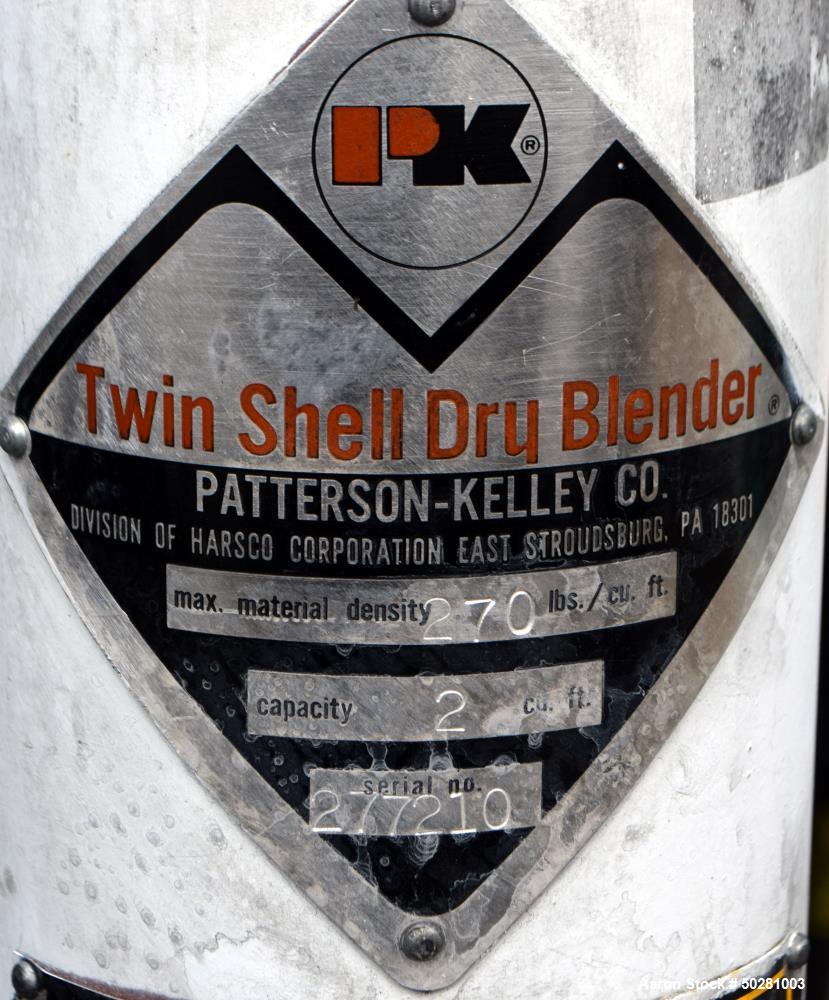 PK®
Twin Shell Dry Blender®
PATTERSON-KELLEY CO.
DIVISION OF HARSCO CORPORATION EAST STROUDSBURG, PA 18301
max. material density 270 lbs./cu. ft.
capacity 2 cu. ft.
serial no.
277210
Aaron Stock # 50281003